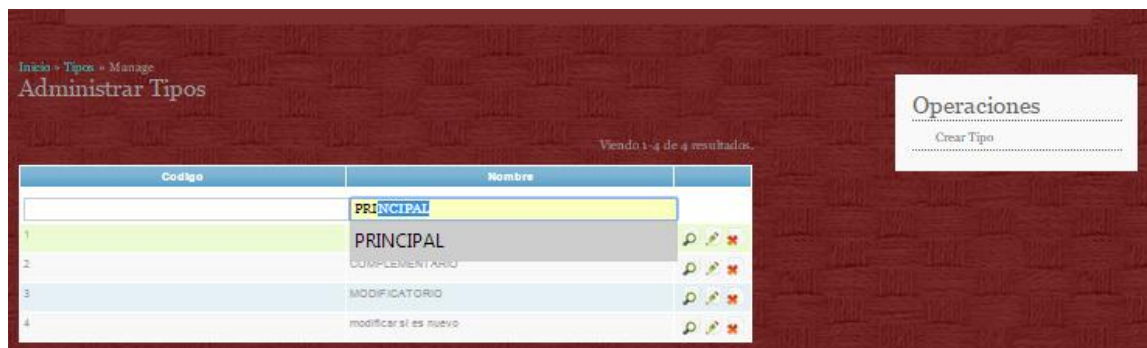 Inicio » Tipos » Manage
Administrar Tipos
Operaciones
Crear Tipo
Viendo 1-4 de 4 resultados.
Codigo Nombre
PRINCIPAL
1 PRINCIPAL
2 COMPLEMENTARIO
3 MODIFICATORIO
4 modificar si es nuevo